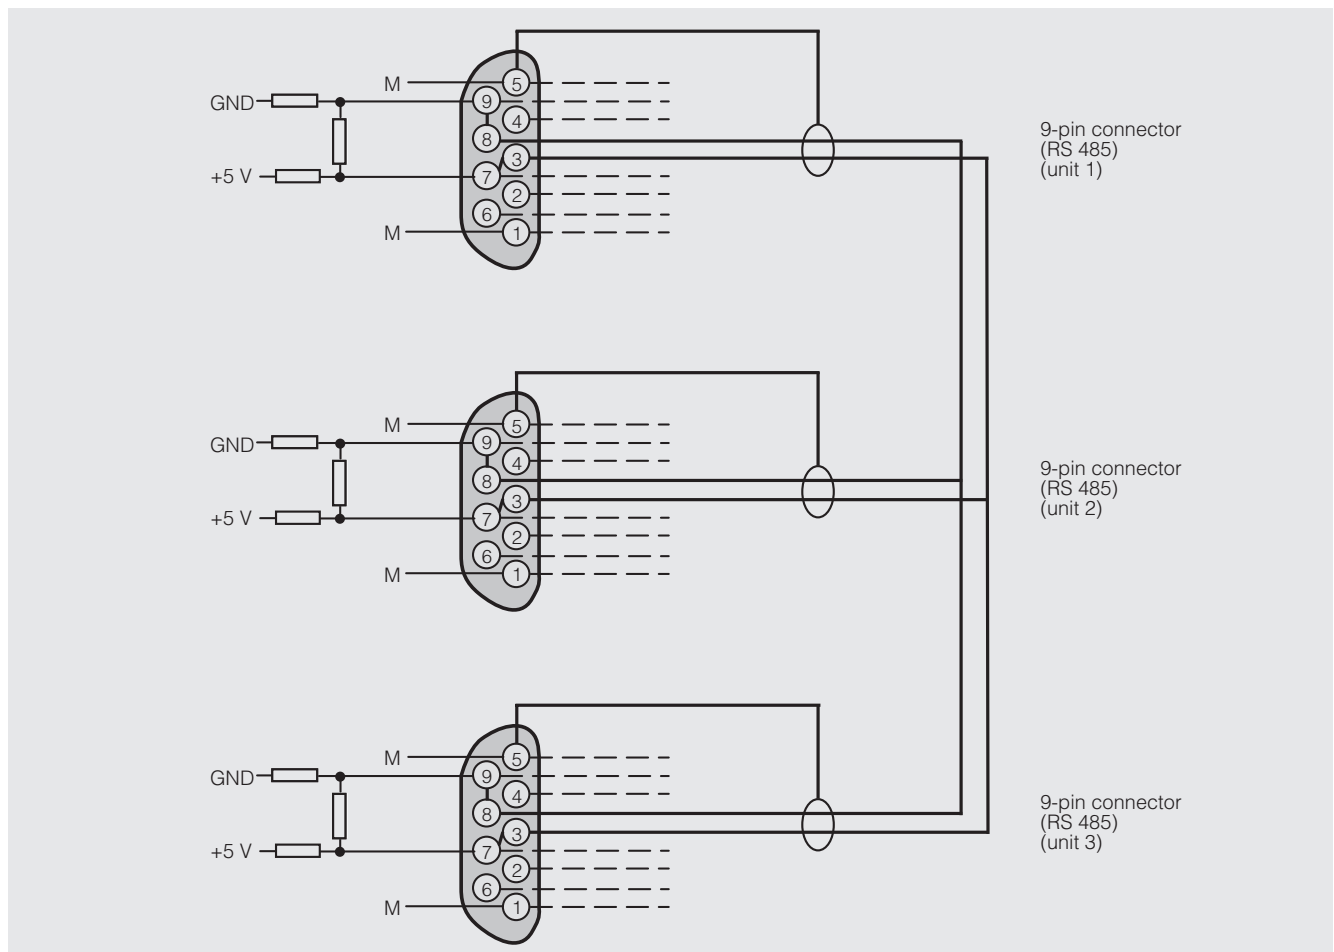 M
5
GND
9
4
9-pin connector
(RS 485)
(unit 1)
8
3
+5 V
7
2
6
M
1
M
5
GND
9
4
9-pin connector
(RS 485)
(unit 2)
8
3
+5 V
7
2
6
M
1
M
5
GND
9
4
9-pin connector
(RS 485)
(unit 3)
8
3
+5 V
7
2
6
M
1